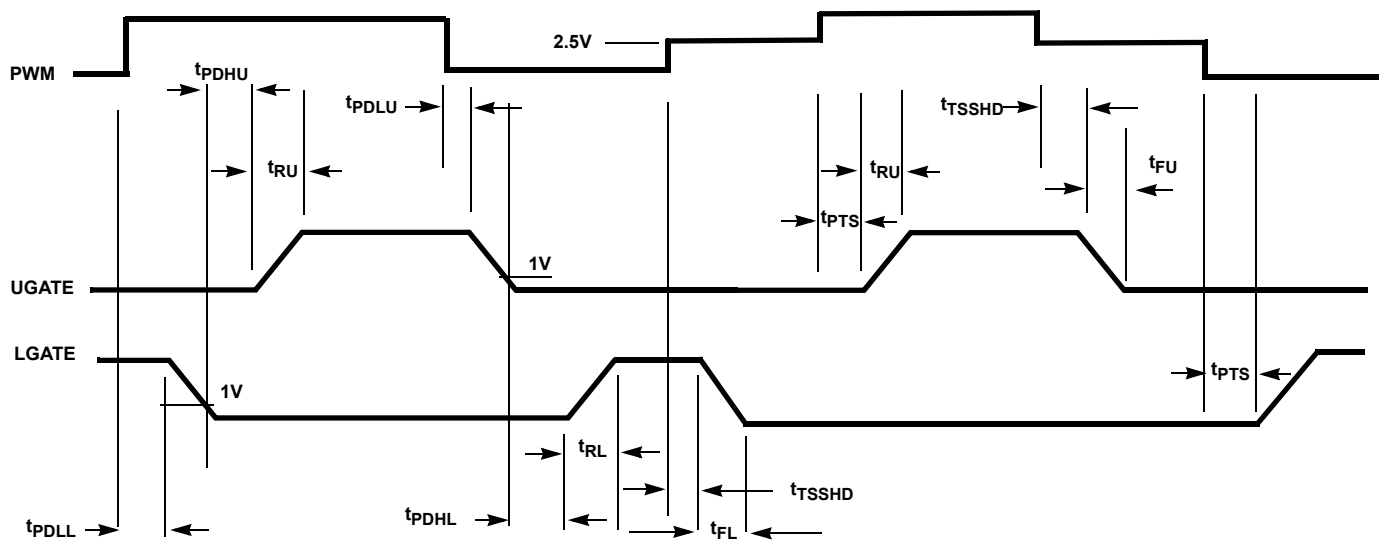 2.5V
PWM
tPDHU
tPDLU
tTSSHD
tRU
tRU
tFU
tPTS
1V
UGATE
LGATE
1V
tPTS
tRL
tTSSHD
tPDLL
tPDHL
tFL